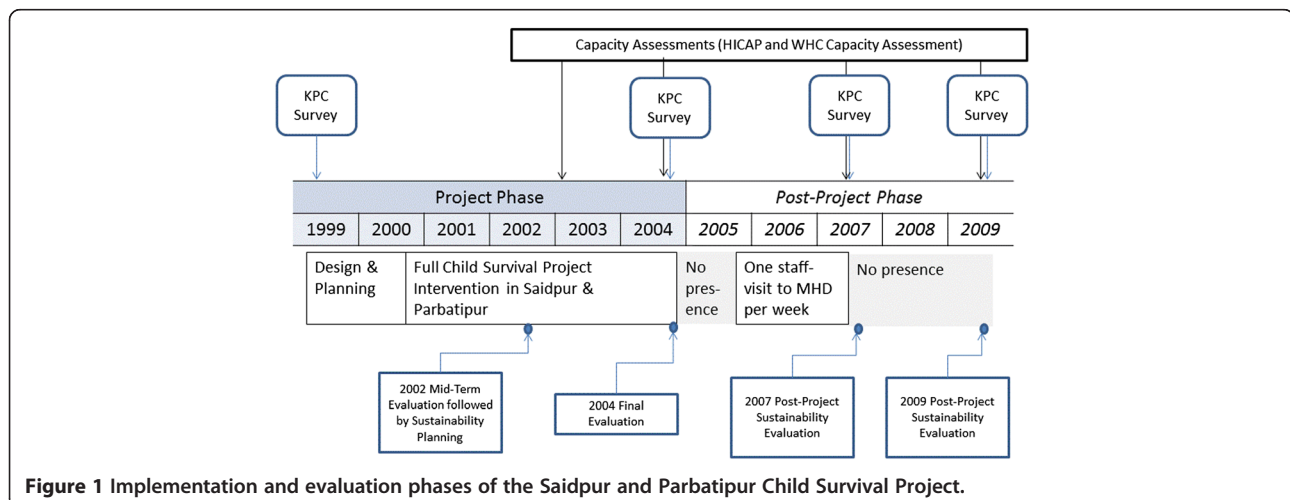 Capacity Assessments (HICAP and WHC Capacity Assessment)
KPC
Survey
KPC
Survey
KPC
Survey
KPC
Survey
Project Phase
Post-Project Phase
1999
2000
2001
2002
2003
2004
2005
2006
2007
2008
2009
Design &
Planning
Full Child Survival Project
Intervention in Saidpur &
Parbatipur
No
pres-
ence
One staff-
visit to MHD
per week
No presence
2002 Mid-Term
Evaluation followed
by Sustainability
Planning
2004 Final
Evaluation
2007 Post-Project
Sustainability
Evaluation
2009 Post-Project
Sustainability
Evaluation
Figure 1 Implementation and evaluation phases of the Saidpur and Parbatipur Child Survival Project.